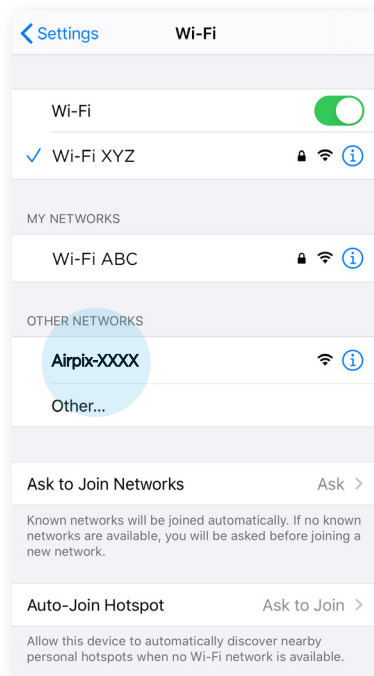 Settings Wi-Fi
Wi-Fi
Wi-Fi XYZ
MY NETWORKS
Wi-Fi ABC
OTHER NETWORKS
Airpix-XXXX
Other...
Ask to Join Networks Ask
Known networks will be joined automatically. If no known
networks are available, you will be asked before joining a
new network.
Auto-Join Hotspot Ask to Join
Allow this device to automatically discover nearby
personal hotspots when no Wi-Fi network is available.